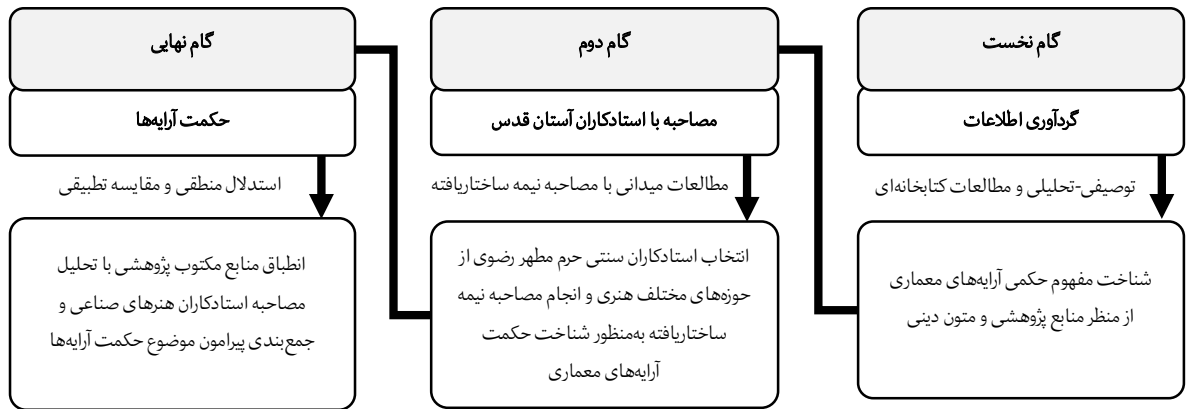 گام نخست
گردآوری اطلاعات
توصیفی-تحلیلی و مطالعات کتابخانه‌ای
شناخت مفهوم حکمی آرایه‌های معماری
از منظر منابع پژوهشی و متون دینی
گام دوم
مصاحبه با استادکاران آستان قدس
مطالعات میدانی با مصاحبه نیمه ساختاریافته
انتخاب استادکاران سنتی حرم مطهر رضوی از
حوزه‌های مختلف هنری و انجام مصاحبه نیمه
ساختاریافته به‌منظور شناخت حکمت
آرایه‌های معماری
گام نهایی
حکمت آرایه‌ها
استدلال منطقی و مقایسه تطبیقی
انطباق منابع مکتوب پژوهشی با تحلیل
مصاحبه استادکاران هنرهای صناعی و
جمع‌بندی پیرامون موضوع حکمت آرایه‌ها